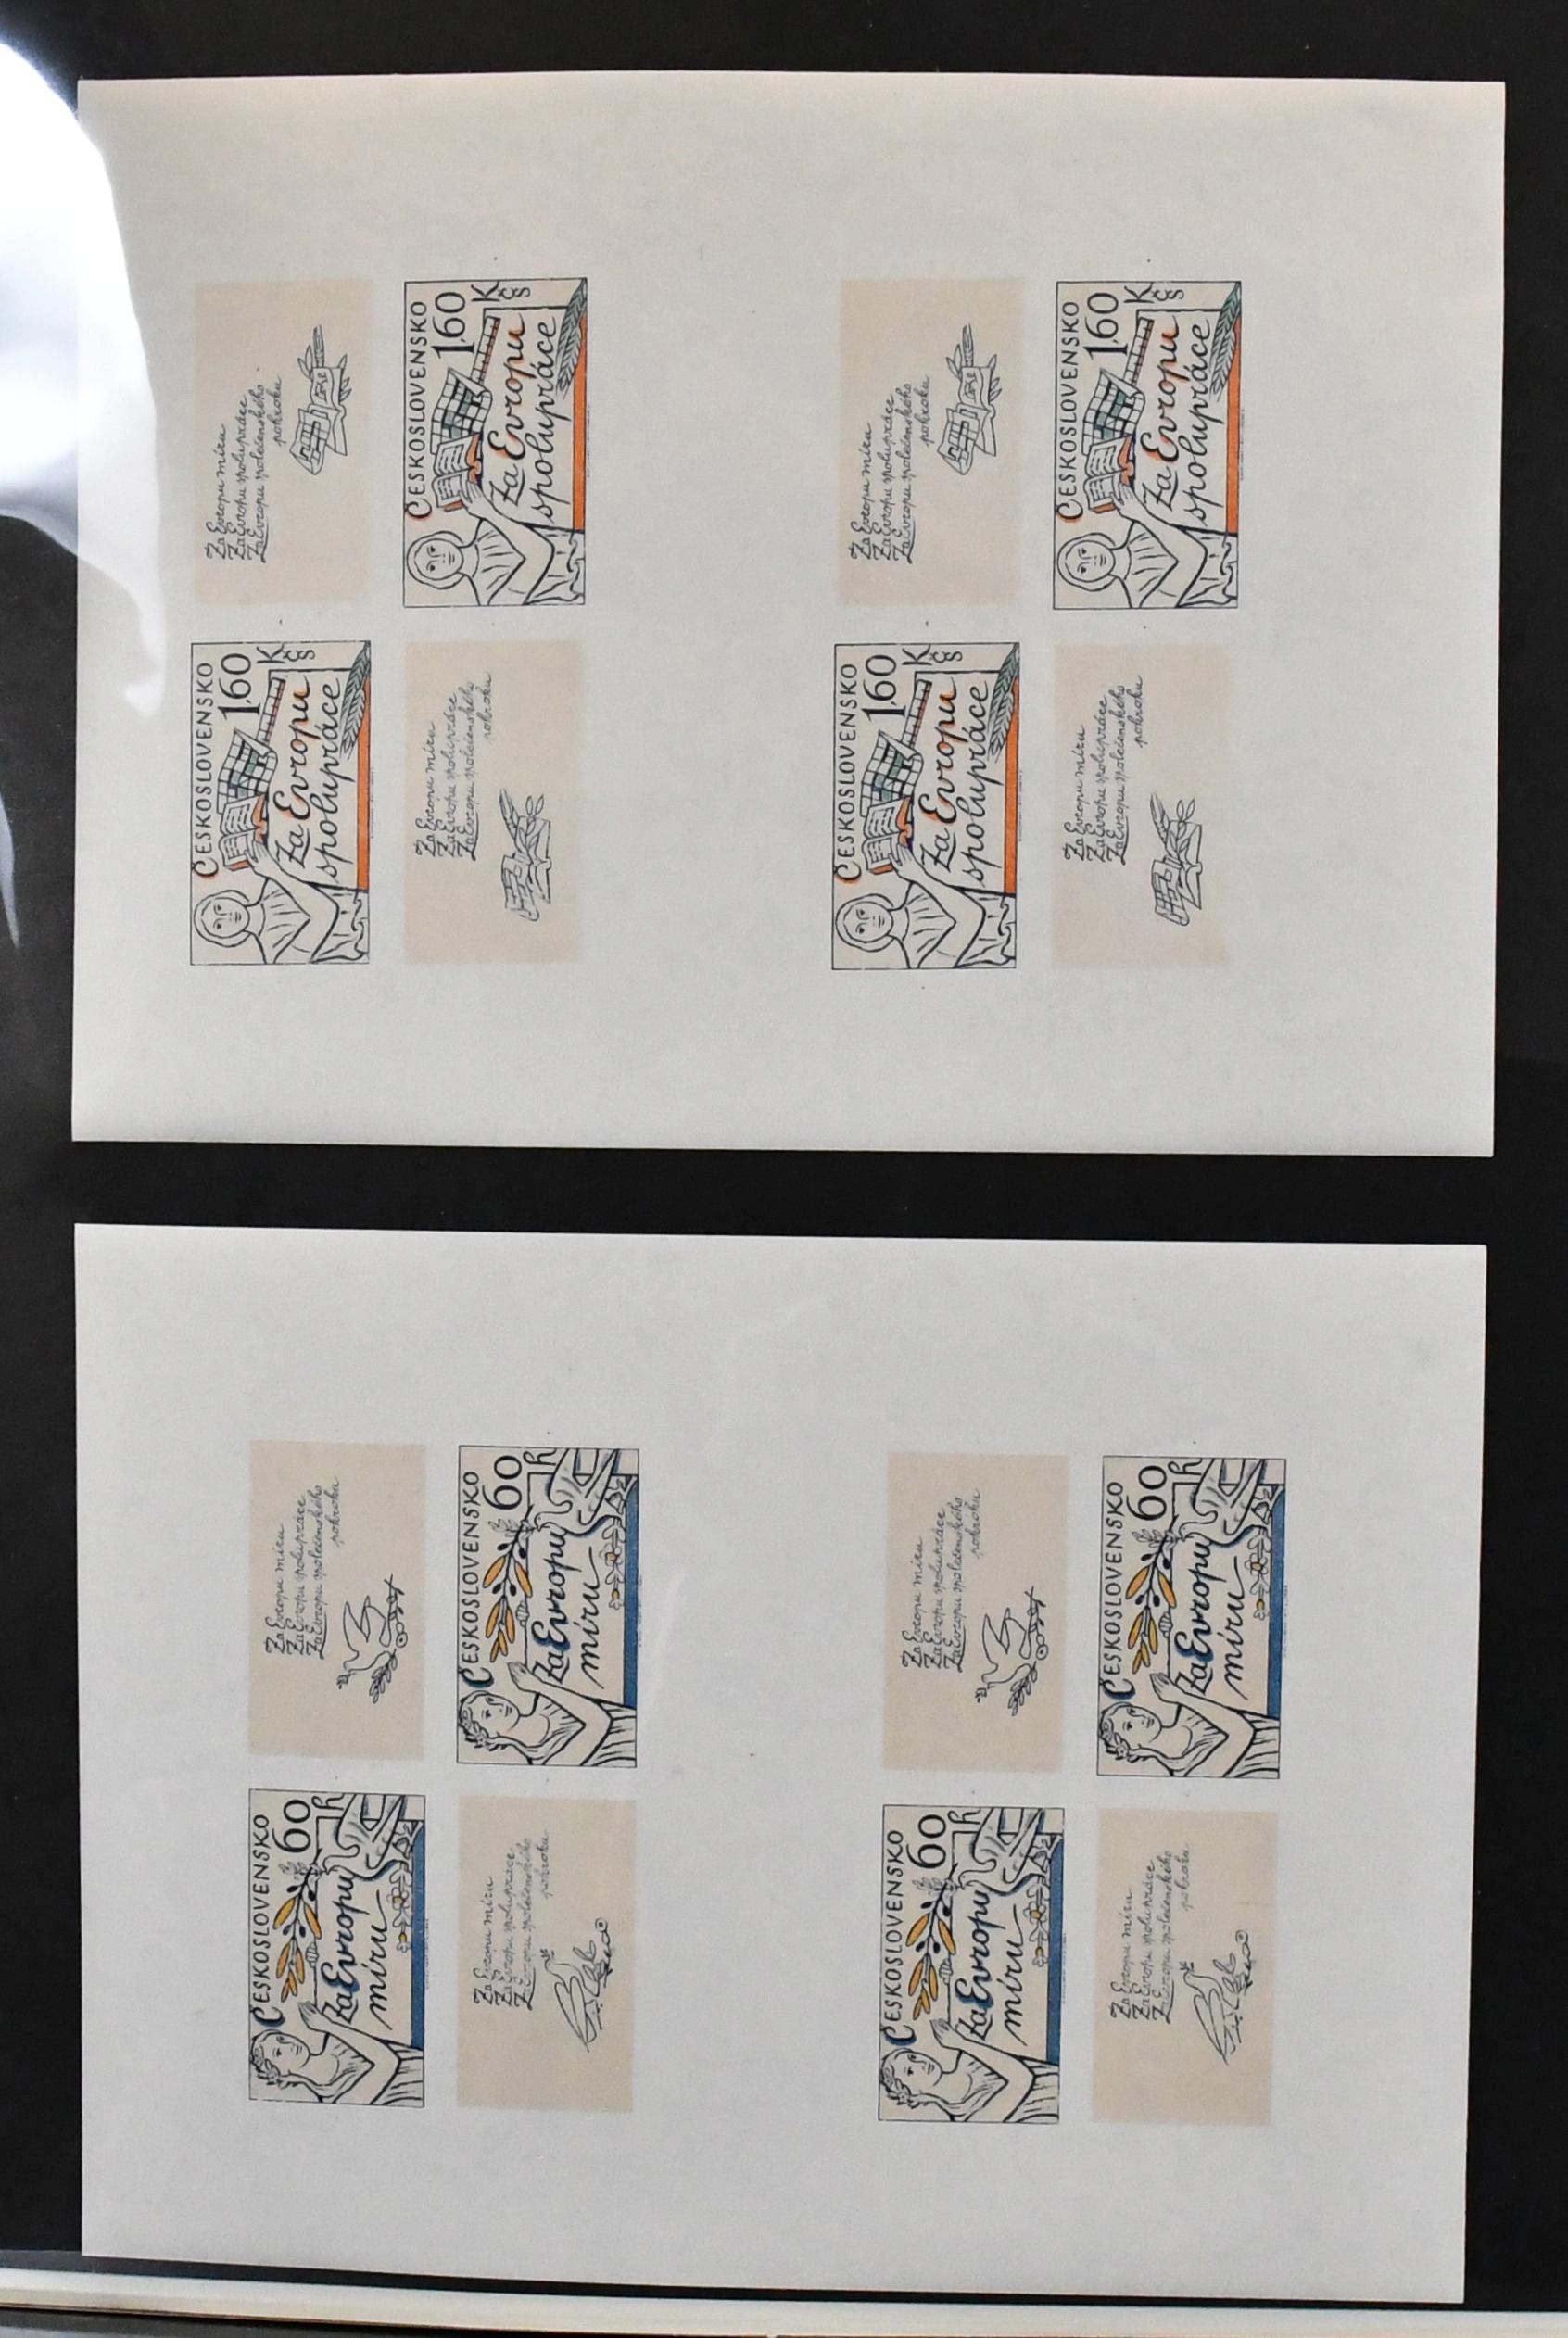 Za Evropu míru
Za Evropu spolupráce
Za Evropu společenského
pokroku
ČESKOSLOVENSKO
1.60
Kčs
Za Evropu
spolupráce
Za Evropu míru
Za Evropu spolupráce
Za Evropu společenského
pokroku
ČESKOSLOVENSKO
1.60
Kčs
Za Evropu
spolupráce
ČESKOSLOVENSKO
1.60
Kčs
Za Evropu
spolupráce
Za Evropu míru
Za Evropu spolupráce
Za Evropu společenského
pokroku
ČESKOSLOVENSKO
1.60
Kčs
Za Evropu
spolupráce
Za Evropu míru
Za Evropu spolupráce
Za Evropu společenského
pokroku
Za Evropu míru
Za Evropu spolupráce
Za Evropu společenského
pokroku
ČESKOSLOVENSKO
60
h
Za Evropu
míru
Za Evropu míru
Za Evropu spolupráce
Za Evropu společenského
pokroku
ČESKOSLOVENSKO
60
h
Za Evropu
míru
ČESKOSLOVENSKO
60
h
Za Evropu
míru
Za Evropu míru
Za Evropu spolupráce
Za Evropu společenského
pokroku
ČESKOSLOVENSKO
60
h
Za Evropu
míru
Za Evropu míru
Za Evropu spolupráce
Za Evropu společenského
pokroku